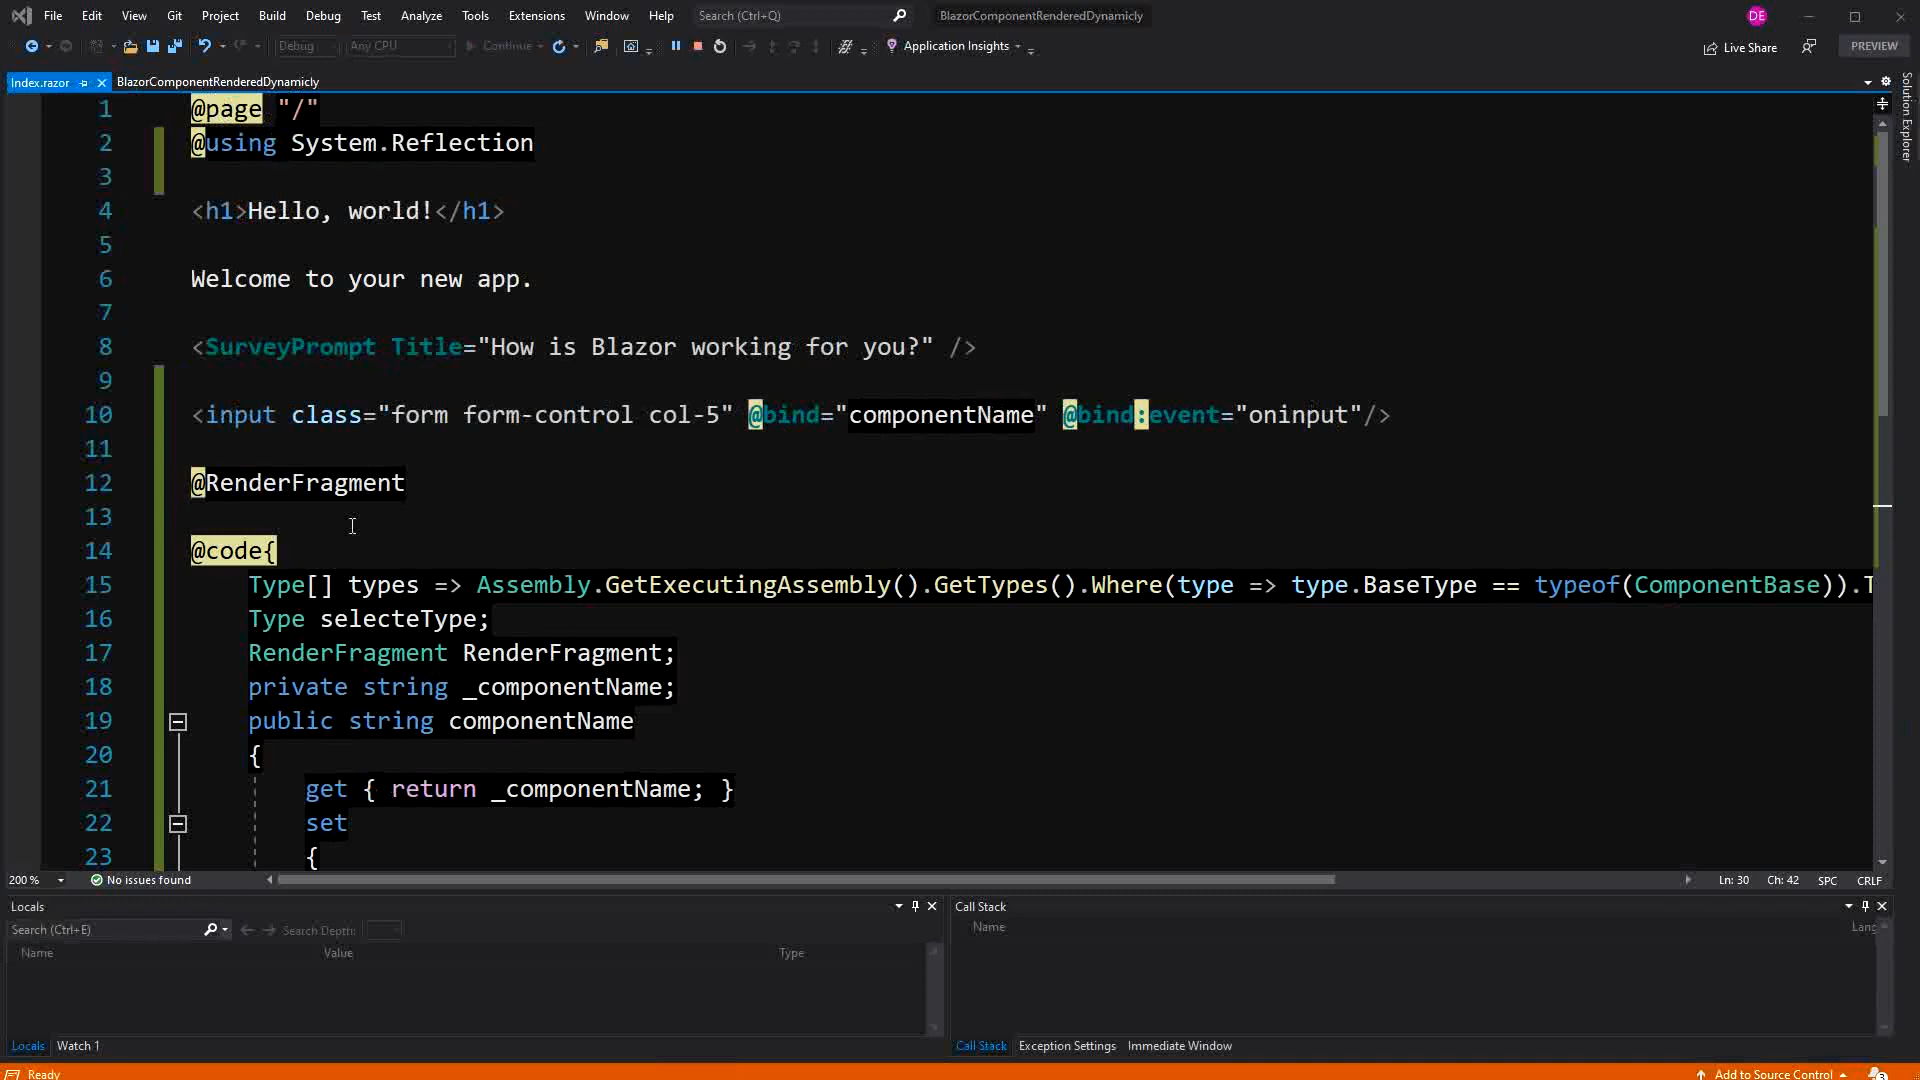 File Edit View Git Project Build Debug Test Analyze Tools Extensions Window Help Search (Ctrl+Q) BlazorComponentRenderedDynamicly DE
Debug Any CPU Continue Application Insights Live Share PREVIEW
Index.razor BlazorComponentRenderedDynamicly
Solution Explorer
1 @page "/"
2 @using System.Reflection
3
4 <h1>Hello, world!</h1>
5
6 Welcome to your new app.
7
8 <SurveyPrompt Title="How is Blazor working for you?" />
9
10 <input class="form form-control col-5" @bind="componentName" @bind:event="oninput"/>
11
12 @RenderFragment
13
14 @code{
15 Type[] types => Assembly.GetExecutingAssembly().GetTypes().Where(type => type.BaseType == typeof(ComponentBase)).T
16 Type selecteType;
17 RenderFragment RenderFragment;
18 private string _componentName;
19 public string componentName
20 {
21 get { return _componentName; }
22 set
23 {
200 % No issues found Ln: 30 Ch: 42 SPC CRLF
Locals Call Stack
Search (Ctrl+E) Search Depth: Name Lang
Name Value Type
Locals Watch 1 Call Stack Exception Settings Immediate Window
Ready Add to Source Control 3